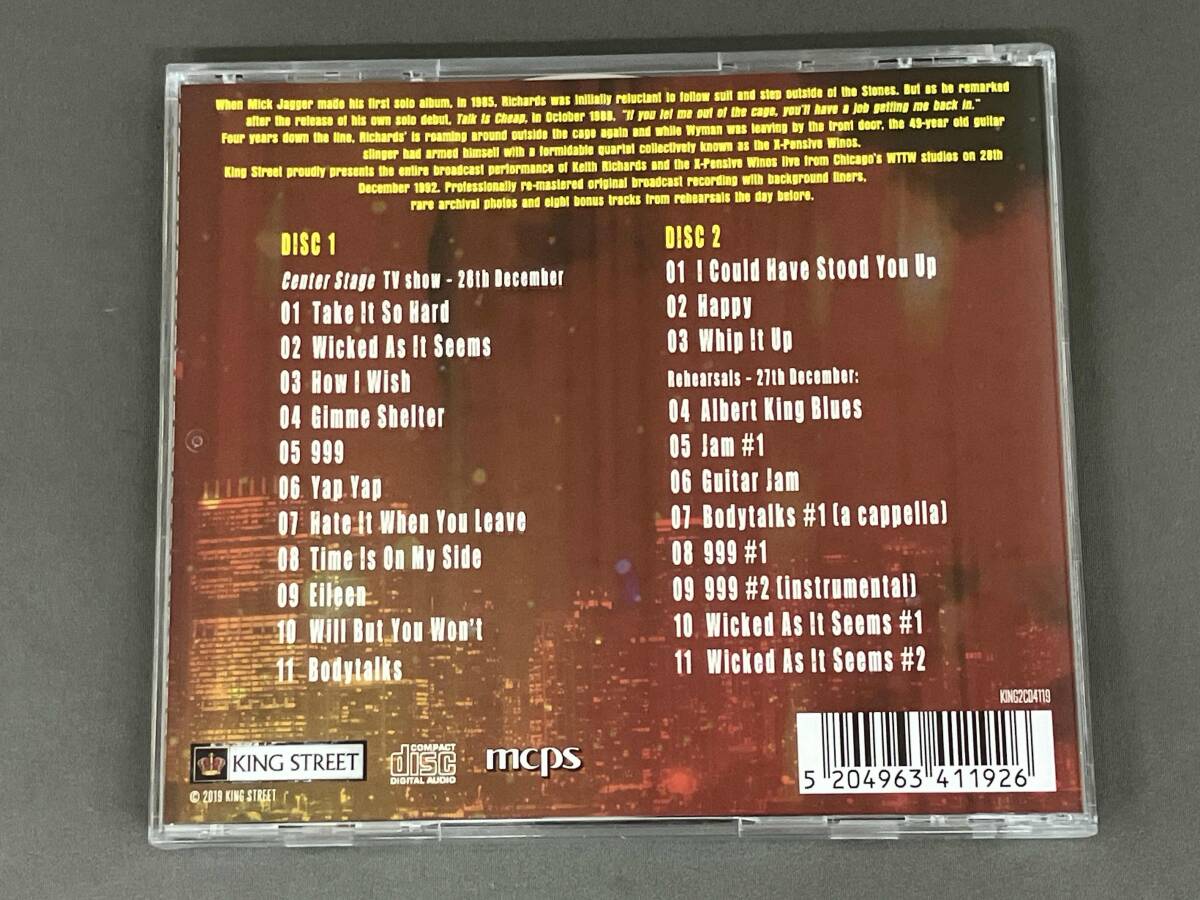 When Mick Jagger made his first solo album, in 1985, Richards was initially reluctant to follow suit and step outside of the Stones. But as he remarked
after the release of his own solo debut, Talk Is Cheap, in October 1988, "If you let me out of the cage, you'll have a job getting me back in."
Four years down the line, Richards' is roaming around outside the cage again and while Wyman was leaving by the front door, the 49-year old guitar
slinger had armed himself with a formidable quartet collectively known as the X-Pensive Winos.
King Street proudly presents the entire broadcast performance of Keith Richards and the X-Pensive Winos live from Chicago's WTTW studios on 28th
December 1992. Professionally re-mastered original broadcast recording with background liners,
rare archival photos and eight bonus tracks from rehearsals the day before.
DISC 1
Center Stage TV show - 28th December
01 Take It So Hard
02 Wicked As It Seems
03 How I Wish
04 Gimme Shelter
05 999
06 Yap Yap
07 Hate It When You Leave
08 Time Is On My Side
09 Eileen
10 Will But You Won't
11 Bodytalks
DISC 2
01 I Could Have Stood You Up
02 Happy
03 Whip It Up
Rehearsals - 27th December:
04 Albert King Blues
05 Jam #1
06 Guitar Jam
07 Bodytalks #1 (a cappella)
08 999 #1
09 999 #2 (instrumental)
10 Wicked As It Seems #1
11 Wicked As It Seems #2
KING2CD4119
KING STREET
COMPACT
disc
DIGITAL AUDIO
mcps
© 2019 KING STREET
5 204963 411926